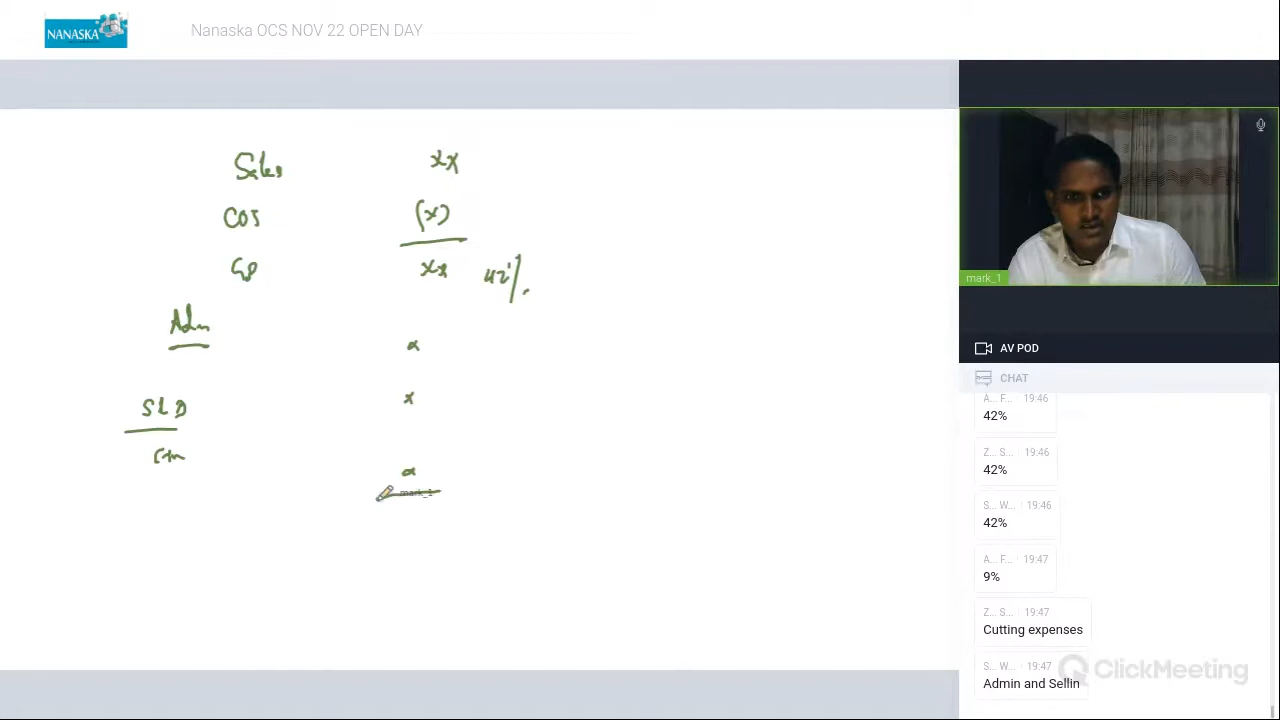 NANASKA
Nanaska OCS NOV 22 OPEN DAY
Sales xx
COS (x)
GP xx 42%.
Adm
x
S&D x
x
mark_1
mark_1
AV POD
CHAT
A... F... 19:46
42%
Z... S... 19:46
42%
S... W... 19:46
42%
A... F... 19:47
9%
Z... S... 19:47
Cutting expenses
S... W... 19:47
Admin and Sellin
ClickMeeting